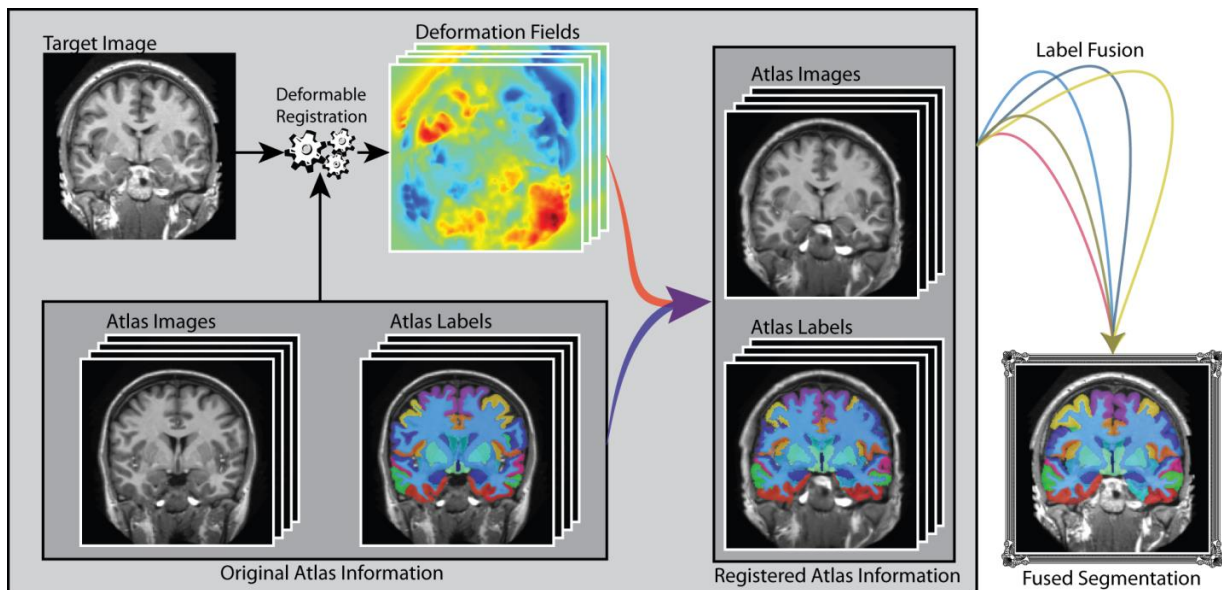 Target Image
Deformable
Registration
Deformation Fields
Atlas Images
Atlas Labels
Original Atlas Information
Atlas Images
Atlas Labels
Registered Atlas Information
Label Fusion
Fused Segmentation